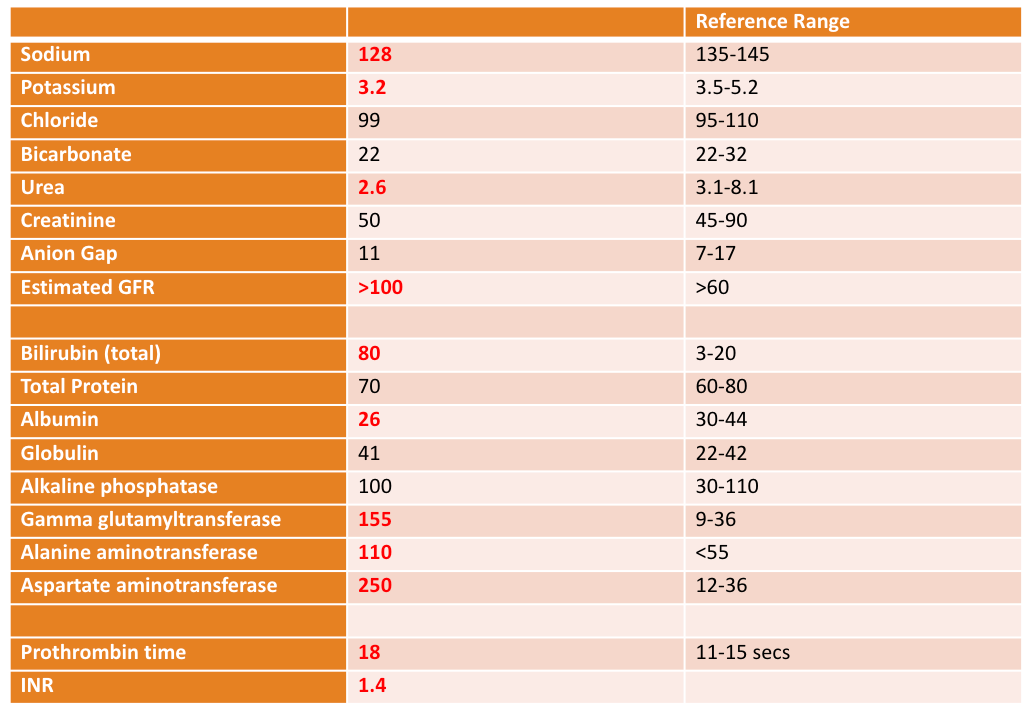 Reference Range
Sodium 128 135-145
Potassium 3.2 3.5-5.2
Chloride 99 95-110
Bicarbonate 22 22-32
Urea 2.6 3.1-8.1
Creatinine 50 45-90
Anion Gap 11 7-17
Estimated GFR >100 >60
Bilirubin (total) 80 3-20
Total Protein 70 60-80
Albumin 26 30-44
Globulin 41 22-42
Alkaline phosphatase 100 30-110
Gamma glutamyltransferase 155 9-36
Alanine aminotransferase 110 <55
Aspartate aminotransferase 250 12-36
Prothrombin time 18 11-15 secs
INR 1.4